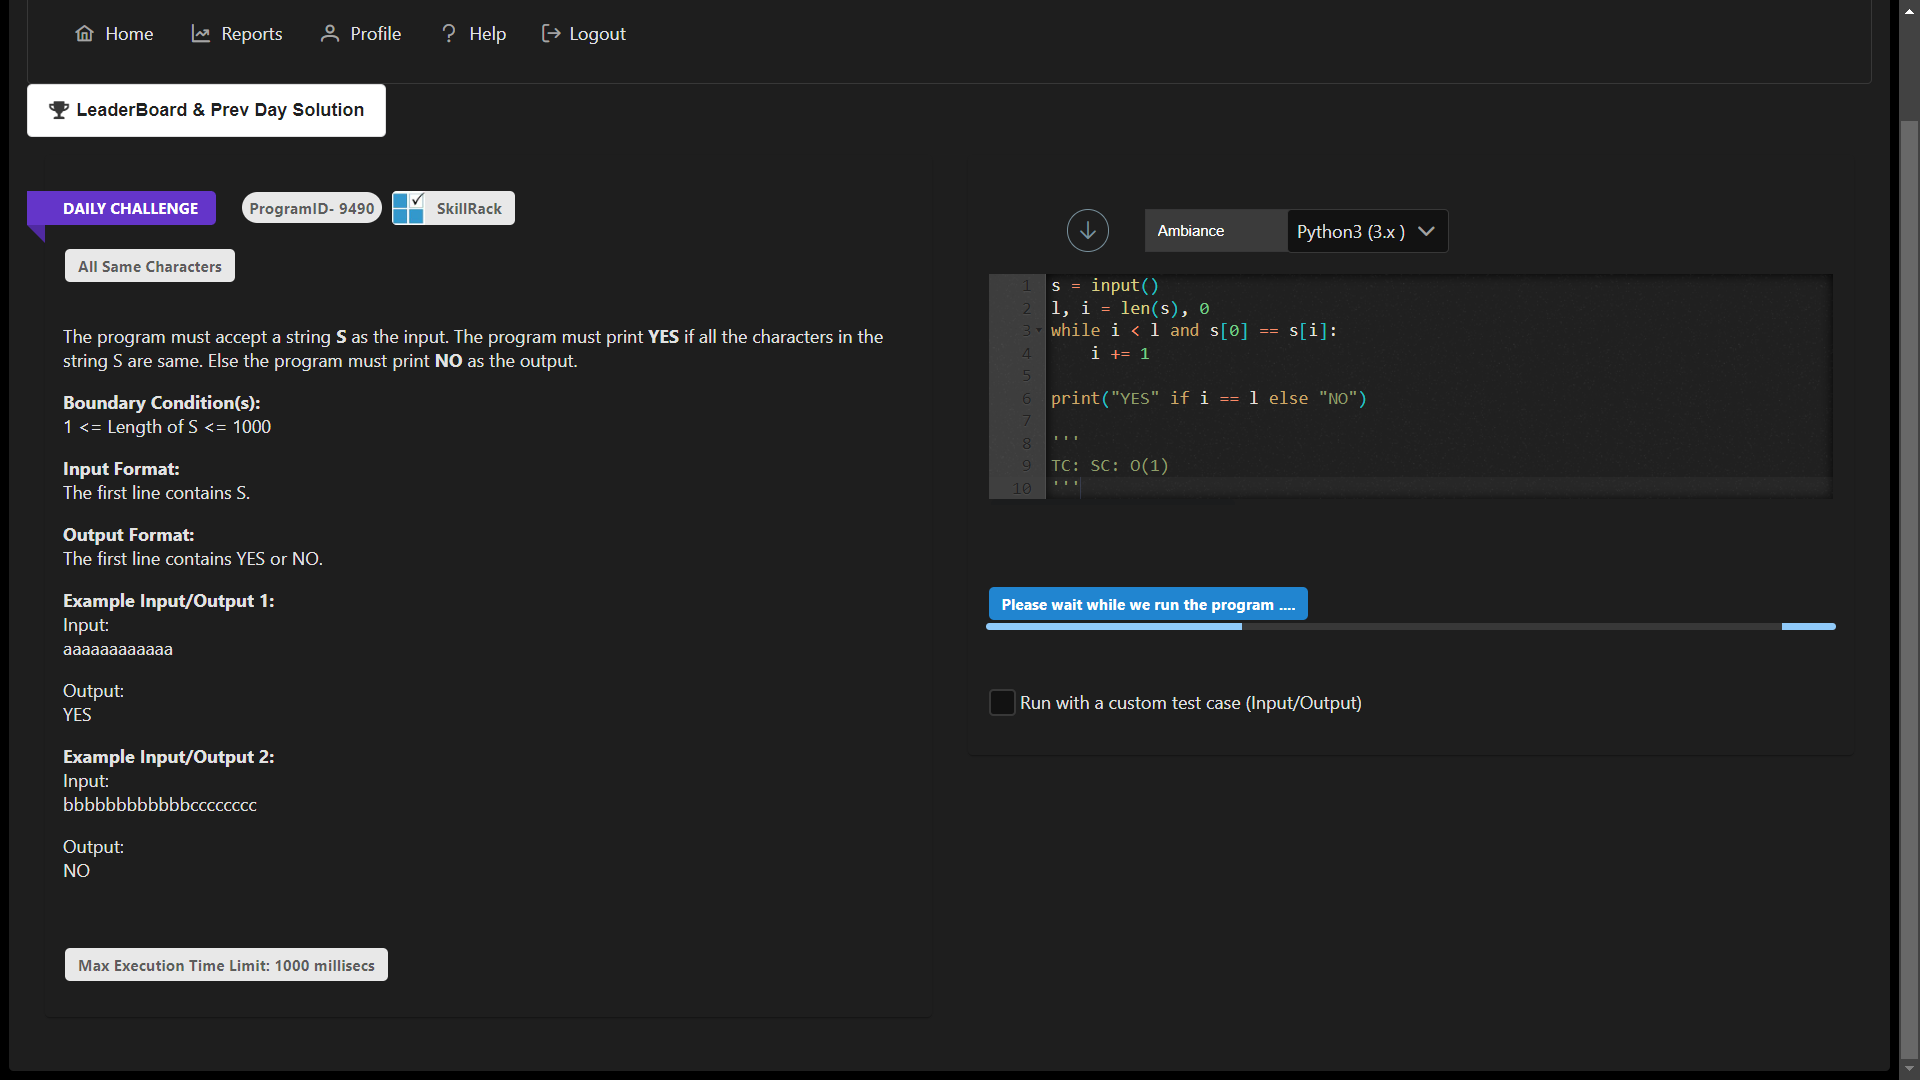 Home Reports Profile Help Logout
LeaderBoard & Prev Day Solution
DAILY CHALLENGE ProgramID- 9490 SkillRack
All Same Characters
The program must accept a string S as the input. The program must print YES if all the characters in the
string S are same. Else the program must print NO as the output.
Boundary Condition(s):
1 <= Length of S <= 1000
Input Format:
The first line contains S.
Output Format:
The first line contains YES or NO.
Example Input/Output 1:
Input:
aaaaaaaaaaaa
Output:
YES
Example Input/Output 2:
Input:
bbbbbbbbbbbbcccccccc
Output:
NO
Max Execution Time Limit: 1000 millisecs
Ambiance Python3 (3.x )
1 s = input()
2 l, i = len(s), 0
3 while i < l and s[0] == s[i]:
4     i += 1
5
6 print("YES" if i == l else "NO")
7
8 '''
9 TC: SC: O(1)
10 '''
Please wait while we run the program ....
Run with a custom test case (Input/Output)